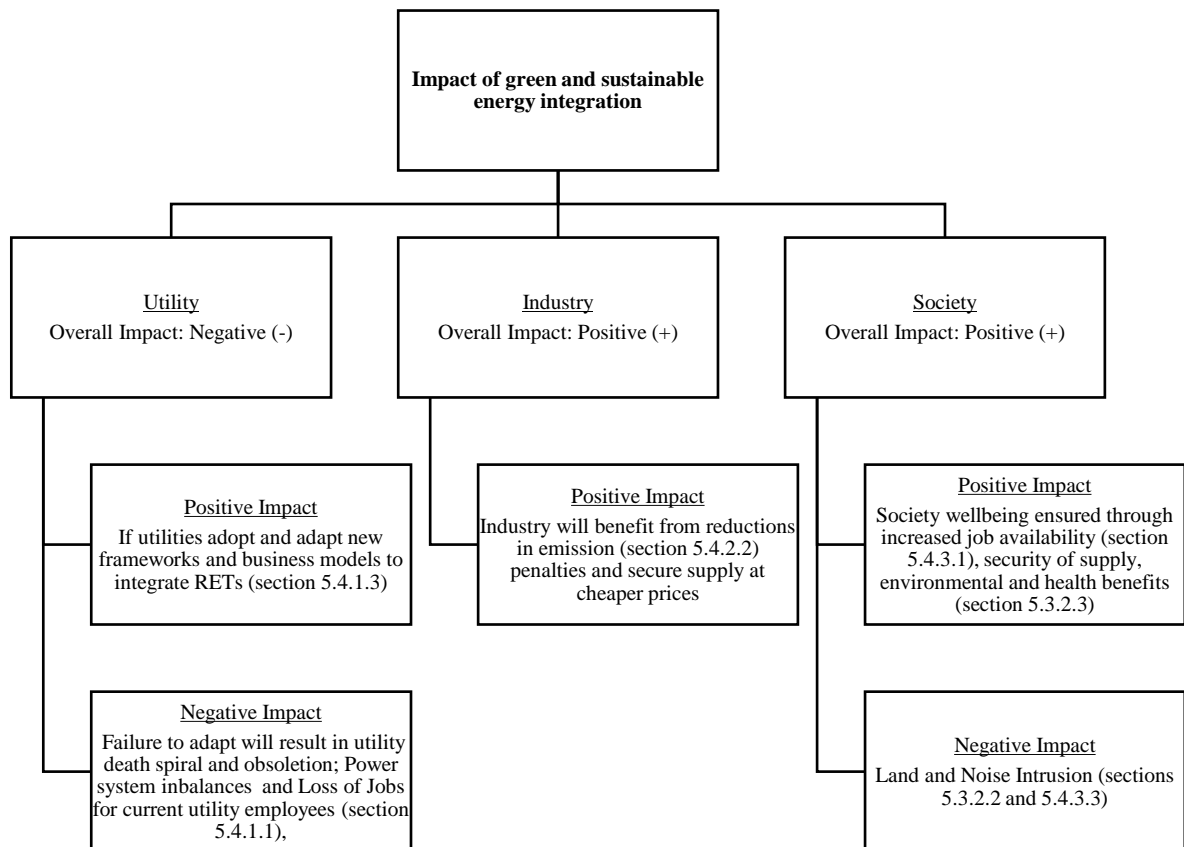 Impact of green and sustainable
energy integration
Utility
Overall Impact: Negative (-)
Industry
Overall Impact: Positive (+)
Society
Overall Impact: Positive (+)
Positive Impact
If utilities adopt and adapt new
frameworks and business models to
integrate RETs (section 5.4.1.3)
Positive Impact
Industry will benefit from reductions
in emission (section 5.4.2.2)
penalties and secure supply at
cheaper prices
Positive Impact
Society wellbeing ensured through
increased job availability (section
5.4.3.1), security of supply,
environmental and health benefits
(section 5.3.2.3)
Negative Impact
Failure to adapt will result in utility
death spiral and obsoletion; Power
system inbalances and Loss of Jobs
for current utility employees (section
5.4.1.1),
Negative Impact
Land and Noise Intrusion (sections
5.3.2.2 and 5.4.3.3)